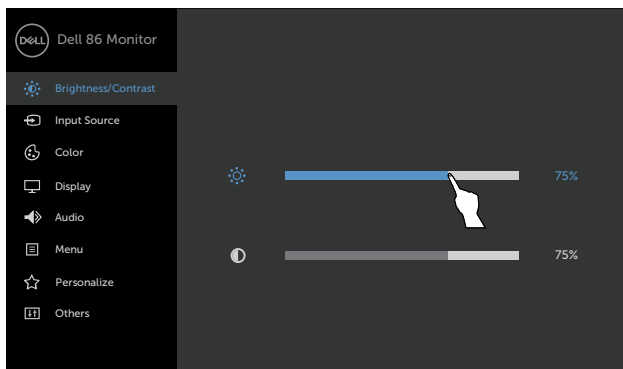 DELL
Dell 86 Monitor
Brightness/Contrast
Input Source
Color
75%
Display
Audio
Menu
75%
Personalize
Others